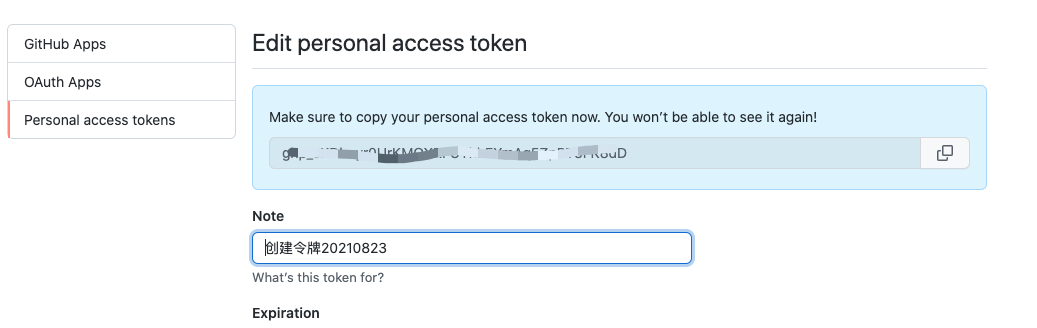 GitHub Apps
OAuth Apps
Personal access tokens
Edit personal access token
Make sure to copy your personal access token now. You won't be able to see it again!
Note
创建令牌20210823
What's this token for?
Expiration